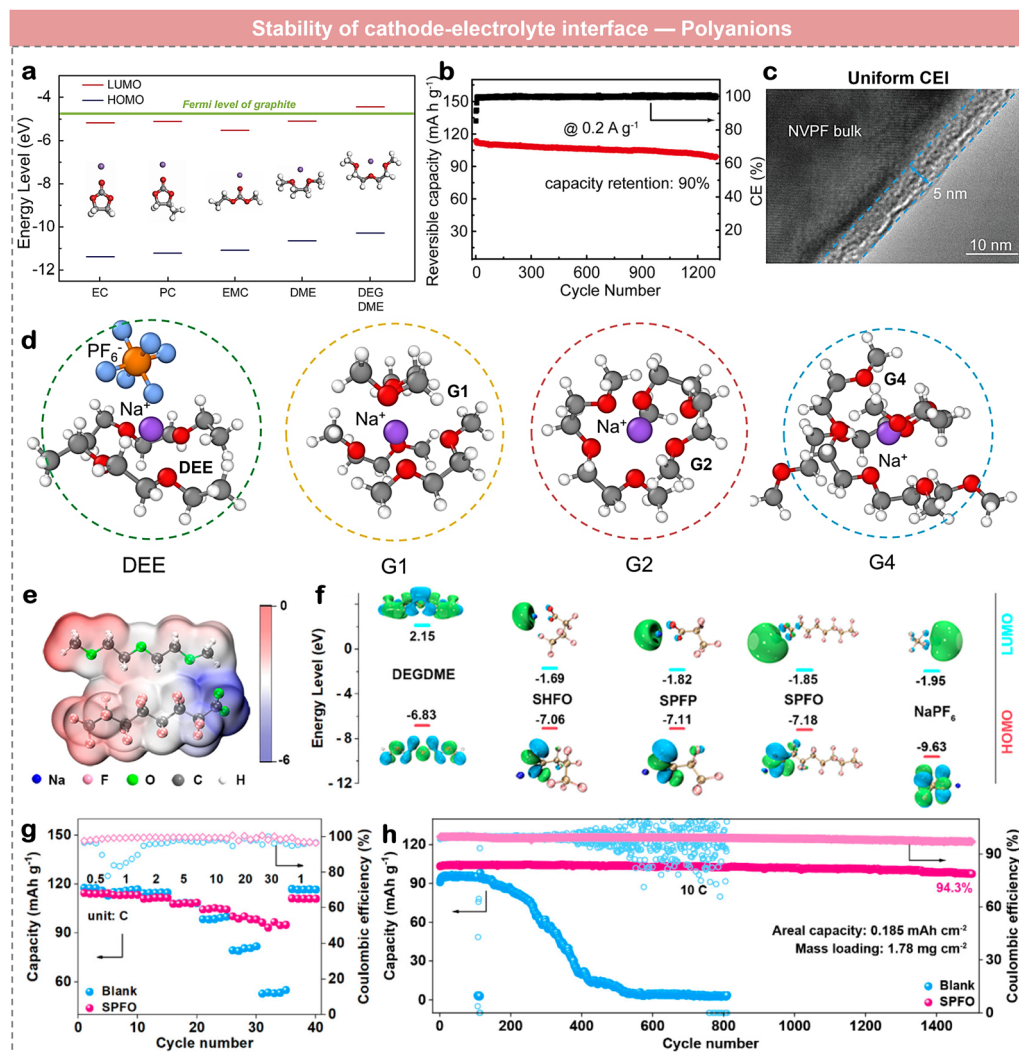 Stability of cathode-electrolyte interface — Polyanions
a
LUMO
HOMO
Fermi level of graphite
Energy Level (eV)
-4
-6
-8
-10
-12
EC
PC
EMC
DME
DEG
DME
b
Reversible capacity (mA h g⁻¹)
150
120
90
60
30
@ 0.2 A g⁻¹
capacity retention: 90%
100
80
60
40
20
0
CE (%)
0
300
600
900
1200
Cycle Number
c
Uniform CEI
NVPF bulk
5 nm
10 nm
d
PF₆⁻
Na⁺
DEE
DEE
G1
Na⁺
G1
Na⁺
G2
G2
G4
Na⁺
G4
e
0
-6
Na
F
O
C
H
f
Energy Level (eV)
4
0
-4
-8
-12
2.15
DEGDME
-6.83
-1.69
SHFO
-7.06
-1.82
SPFP
-7.11
-1.85
SPFO
-7.18
-1.95
NaPF₆
-9.63
LUMO
HOMO
g
Capacity (mAh g⁻¹)
150
120
90
60
0.5
1
2
5
10
20
30
1
unit: C
Blank
SPFO
100
80
60
40
20
0
Coulombic efficiency (%)
0
10
20
30
40
Cycle number
h
Capacity (mAh g⁻¹)
120
90
60
30
0
10 C
94.3%
Areal capacity: 0.185 mAh cm⁻²
Mass loading: 1.78 mg cm⁻²
Blank
SPFO
100
80
60
40
20
0
Coulombic efficiency (%)
0
200
400
600
800
1000
1200
1400
Cycle number